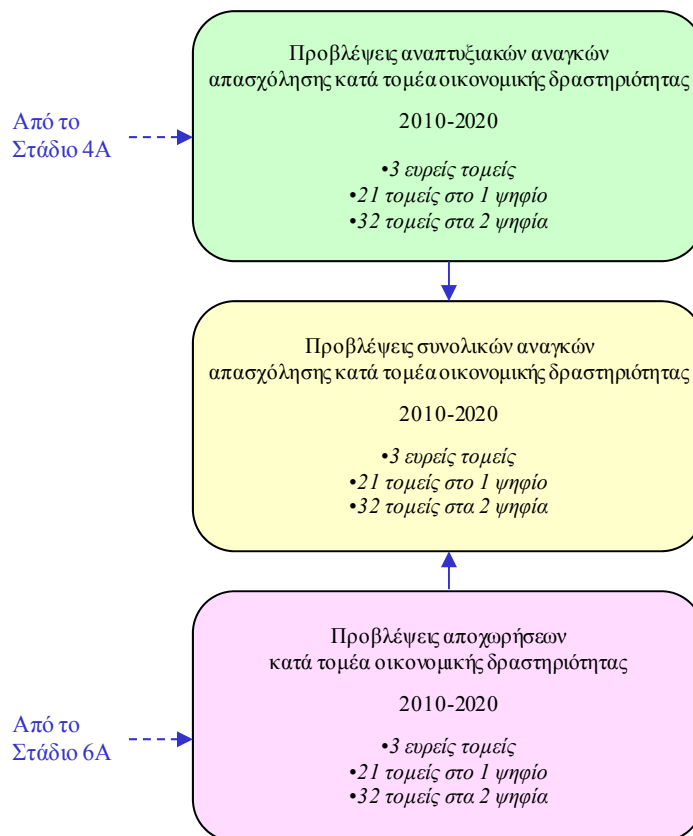 Προβλέψεις αναπτυξιακών αναγκών
απασχόλησης κατά τομέα οικονομικής δραστηριότητας
2010-2020
•3 ευρείς τομείς
•21 τομείς στο 1 ψηφίο
•32 τομείς στα 2 ψηφία
Από το
Στάδιο 4Α
Προβλέψεις συνολικών αναγκών
απασχόλησης κατά τομέα οικονομικής δραστηριότητας
2010-2020
•3 ευρείς τομείς
•21 τομείς στο 1 ψηφίο
•32 τομείς στα 2 ψηφία
Προβλέψεις αποχωρήσεων
κατά τομέα οικονομικής δραστηριότητας
2010-2020
•3 ευρείς τομείς
•21 τομείς στο 1 ψηφίο
•32 τομείς στα 2 ψηφία
Από το
Στάδιο 6Α